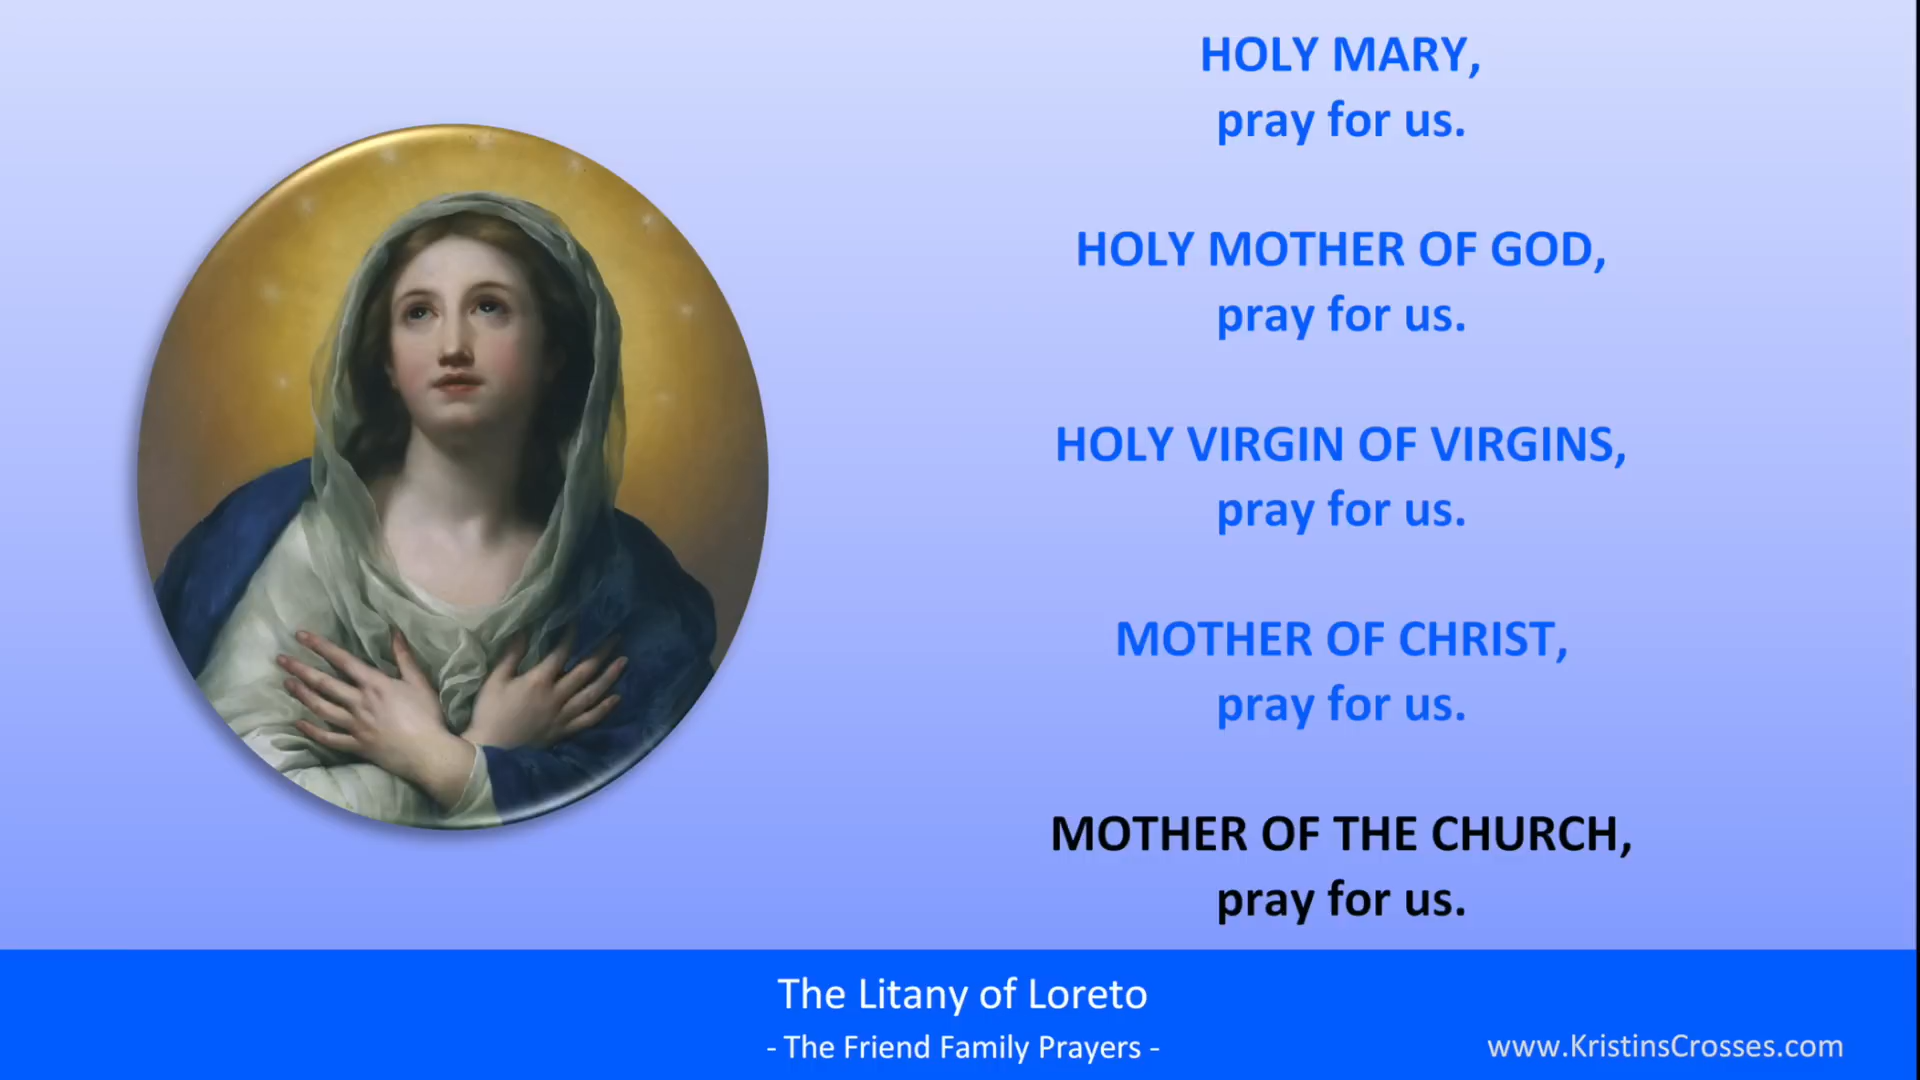 HOLY MARY,
pray for us.
HOLY MOTHER OF GOD,
pray for us.
HOLY VIRGIN OF VIRGINS,
pray for us.
MOTHER OF CHRIST,
pray for us.
MOTHER OF THE CHURCH,
pray for us.
The Litany of Loreto
- The Friend Family Prayers -
www.KristinsCrosses.com